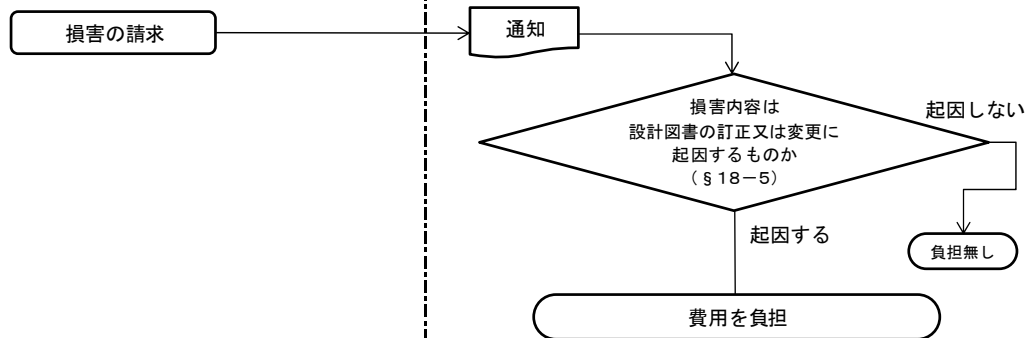 損害の請求
通知
損害内容は
設計図書の訂正又は変更に
起因するものか
(§18-5)
起因しない
起因する
負担無し
費用を負担